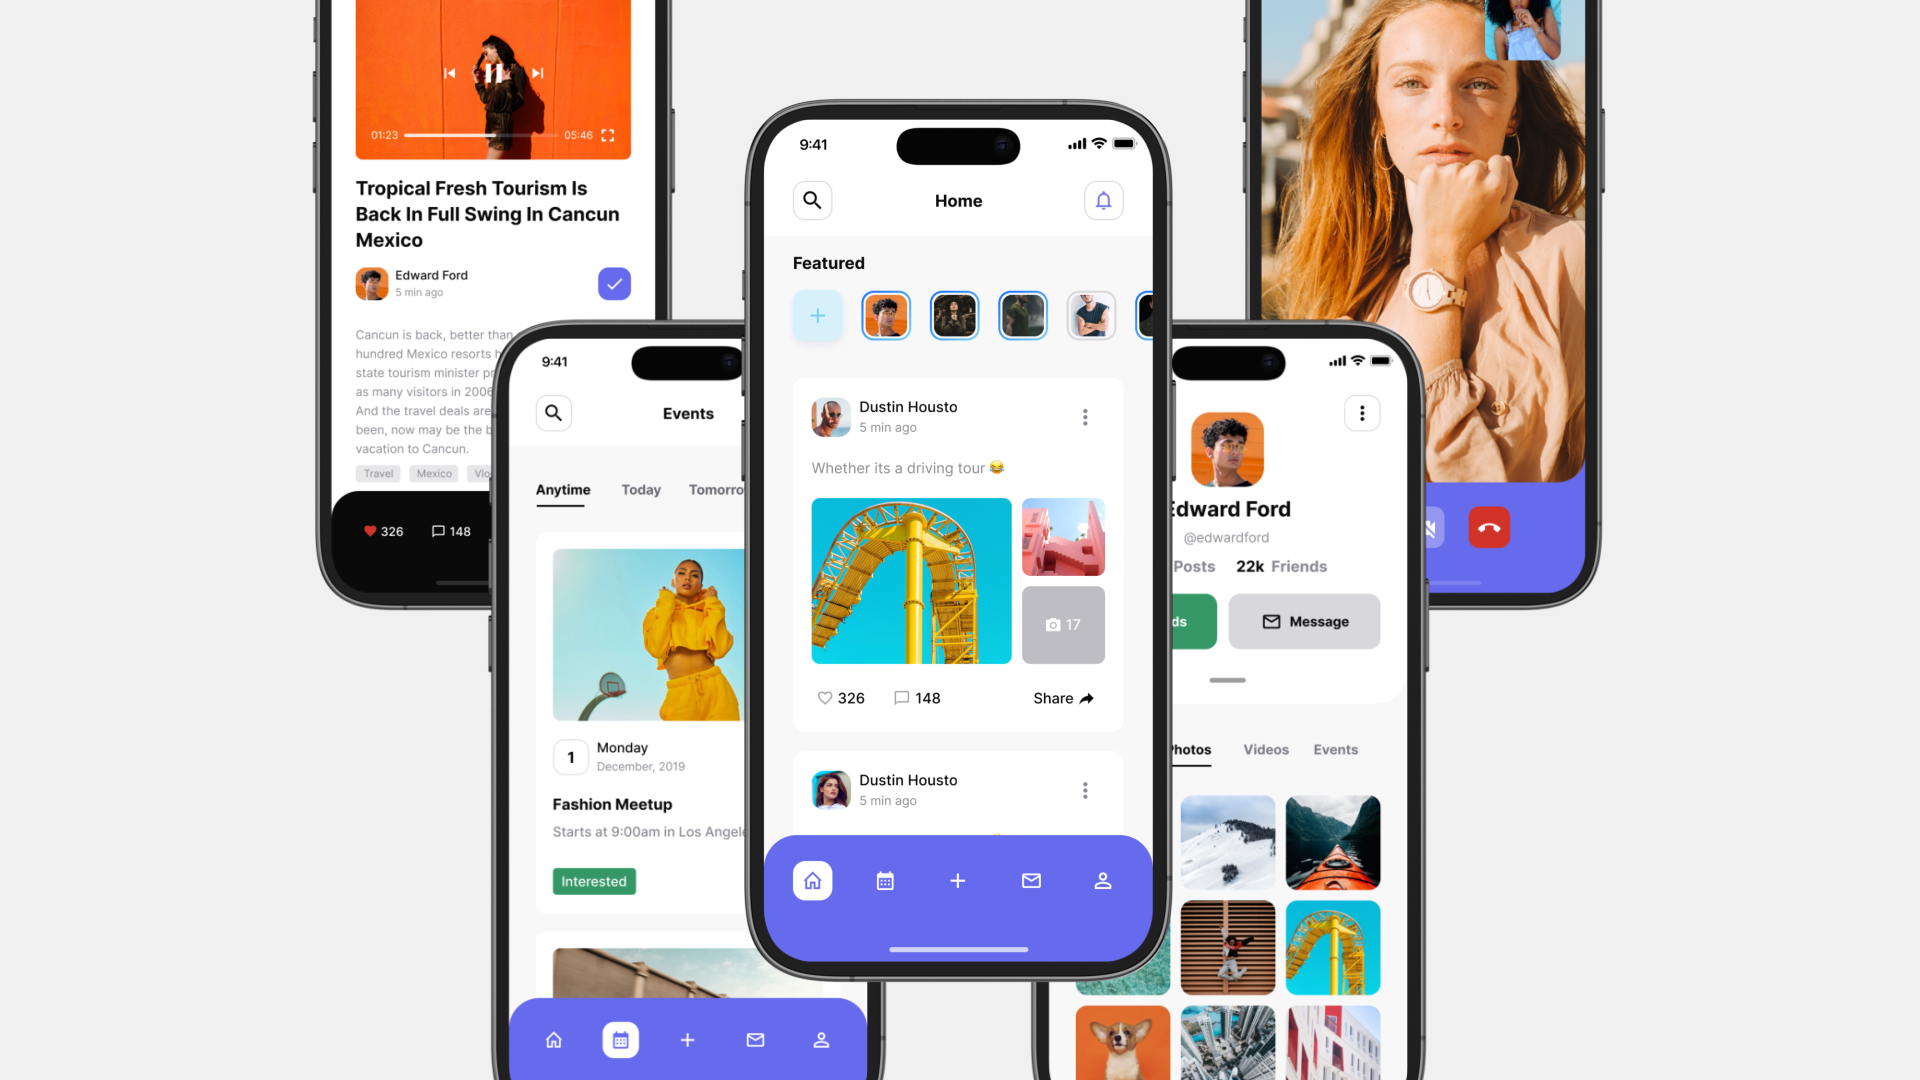 01:23
05:46
Tropical Fresh Tourism Is
Back In Full Swing In Cancun
Mexico
Edward Ford
5 min ago
Cancun is back, better than
hundred Mexico resorts
state tourism minister
as many visitors in 2006
And the travel deals are
been, now may be the
vacation to Cancun.
Travel
Mexico
326
148
9:41
Events
Anytime
Today
1
Monday
December, 2019
Fashion Meetup
Starts at 9:00am in Los
Interested
9:41
Home
Featured
Dustin Housto
5 min ago
Whether its a driving tour 😂
17
326
148
Share
Dustin Housto
5 min ago
Edward Ford
@edwardford
Posts
22k Friends
Message
Photos
Videos
Events